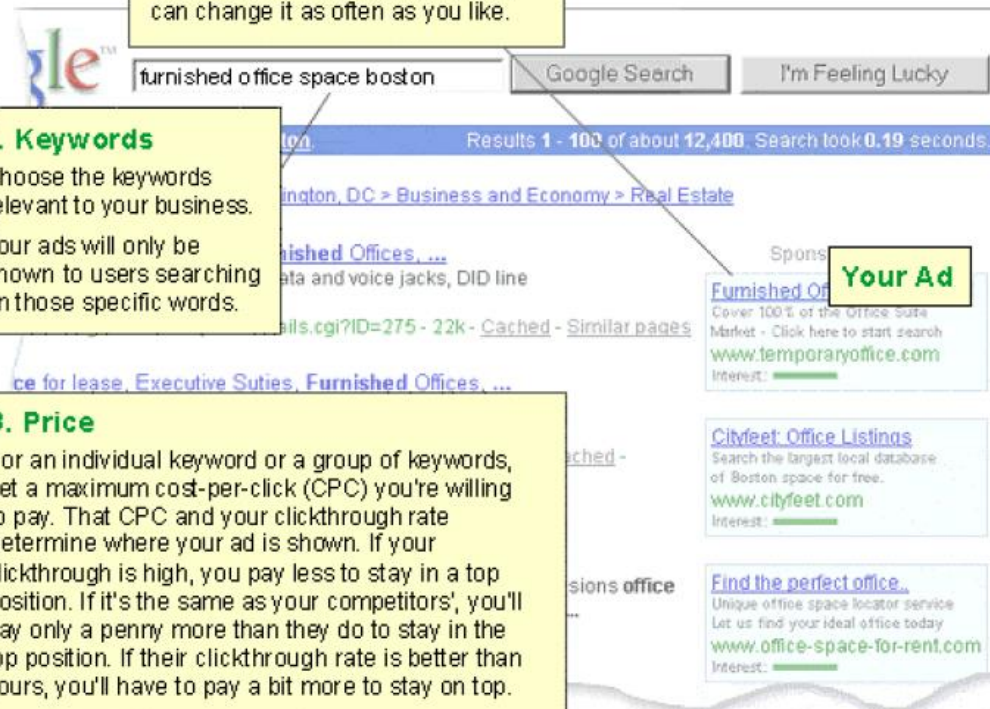 can change it as often as you like.
gle™
furnished office space boston
Google Search
I'm Feeling Lucky
. Keywords
hoose the keywords
elevant to your business.
our ads will only be
hown to users searching
n those specific words.
ton.
Results 1 - 100 of about 12,400. Search took 0.19 seconds.
ington, DC > Business and Economy > Real Estate
nished Offices, ...
ata and voice jacks, DID line
ails.cgi?ID=275 - 22k - Cached - Similar pages
ce for lease, Executive Suties, Furnished Offices, ...
3. Price
or an individual keyword or a group of keywords,
et a maximum cost-per-click (CPC) you're willing
o pay. That CPC and your clickthrough rate
etermine where your ad is shown. If your
lickthrough is high, you pay less to stay in a top
osition. If it's the same as your competitors', you'll
ay only a penny more than they do to stay in the
op position. If their clickthrough rate is better than
ours, you'll have to pay a bit more to stay on top.
ched -
sions office
...
Spons
Your Ad
Furnished Of
Cover 100% of the Office Suite
Market - Click here to start search
www.temporaryoffice.com
Interest:
Cityfeet: Office Listings
Search the largest local database
of Boston space for free.
www.cityfeet.com
Interest:
Find the perfect office..
Unique office space locator service
Let us find your ideal office today
www.office-space-for-rent.com
Interest: